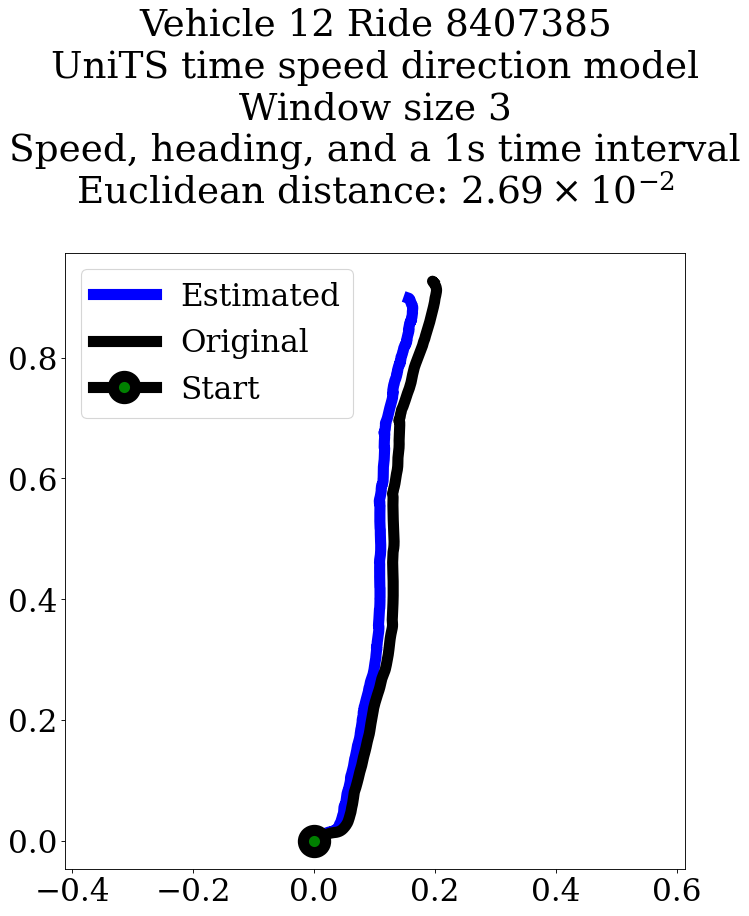 Vehicle 12 Ride 8407385
UniTS time speed direction model
Window size 3
Speed, heading, and a 1s time interval
Euclidean distance: 2.69 × 10⁻²
Estimated
Original
Start
0.8
0.6
0.4
0.2
0.0
−0.4 −0.2 0.0 0.2 0.4 0.6